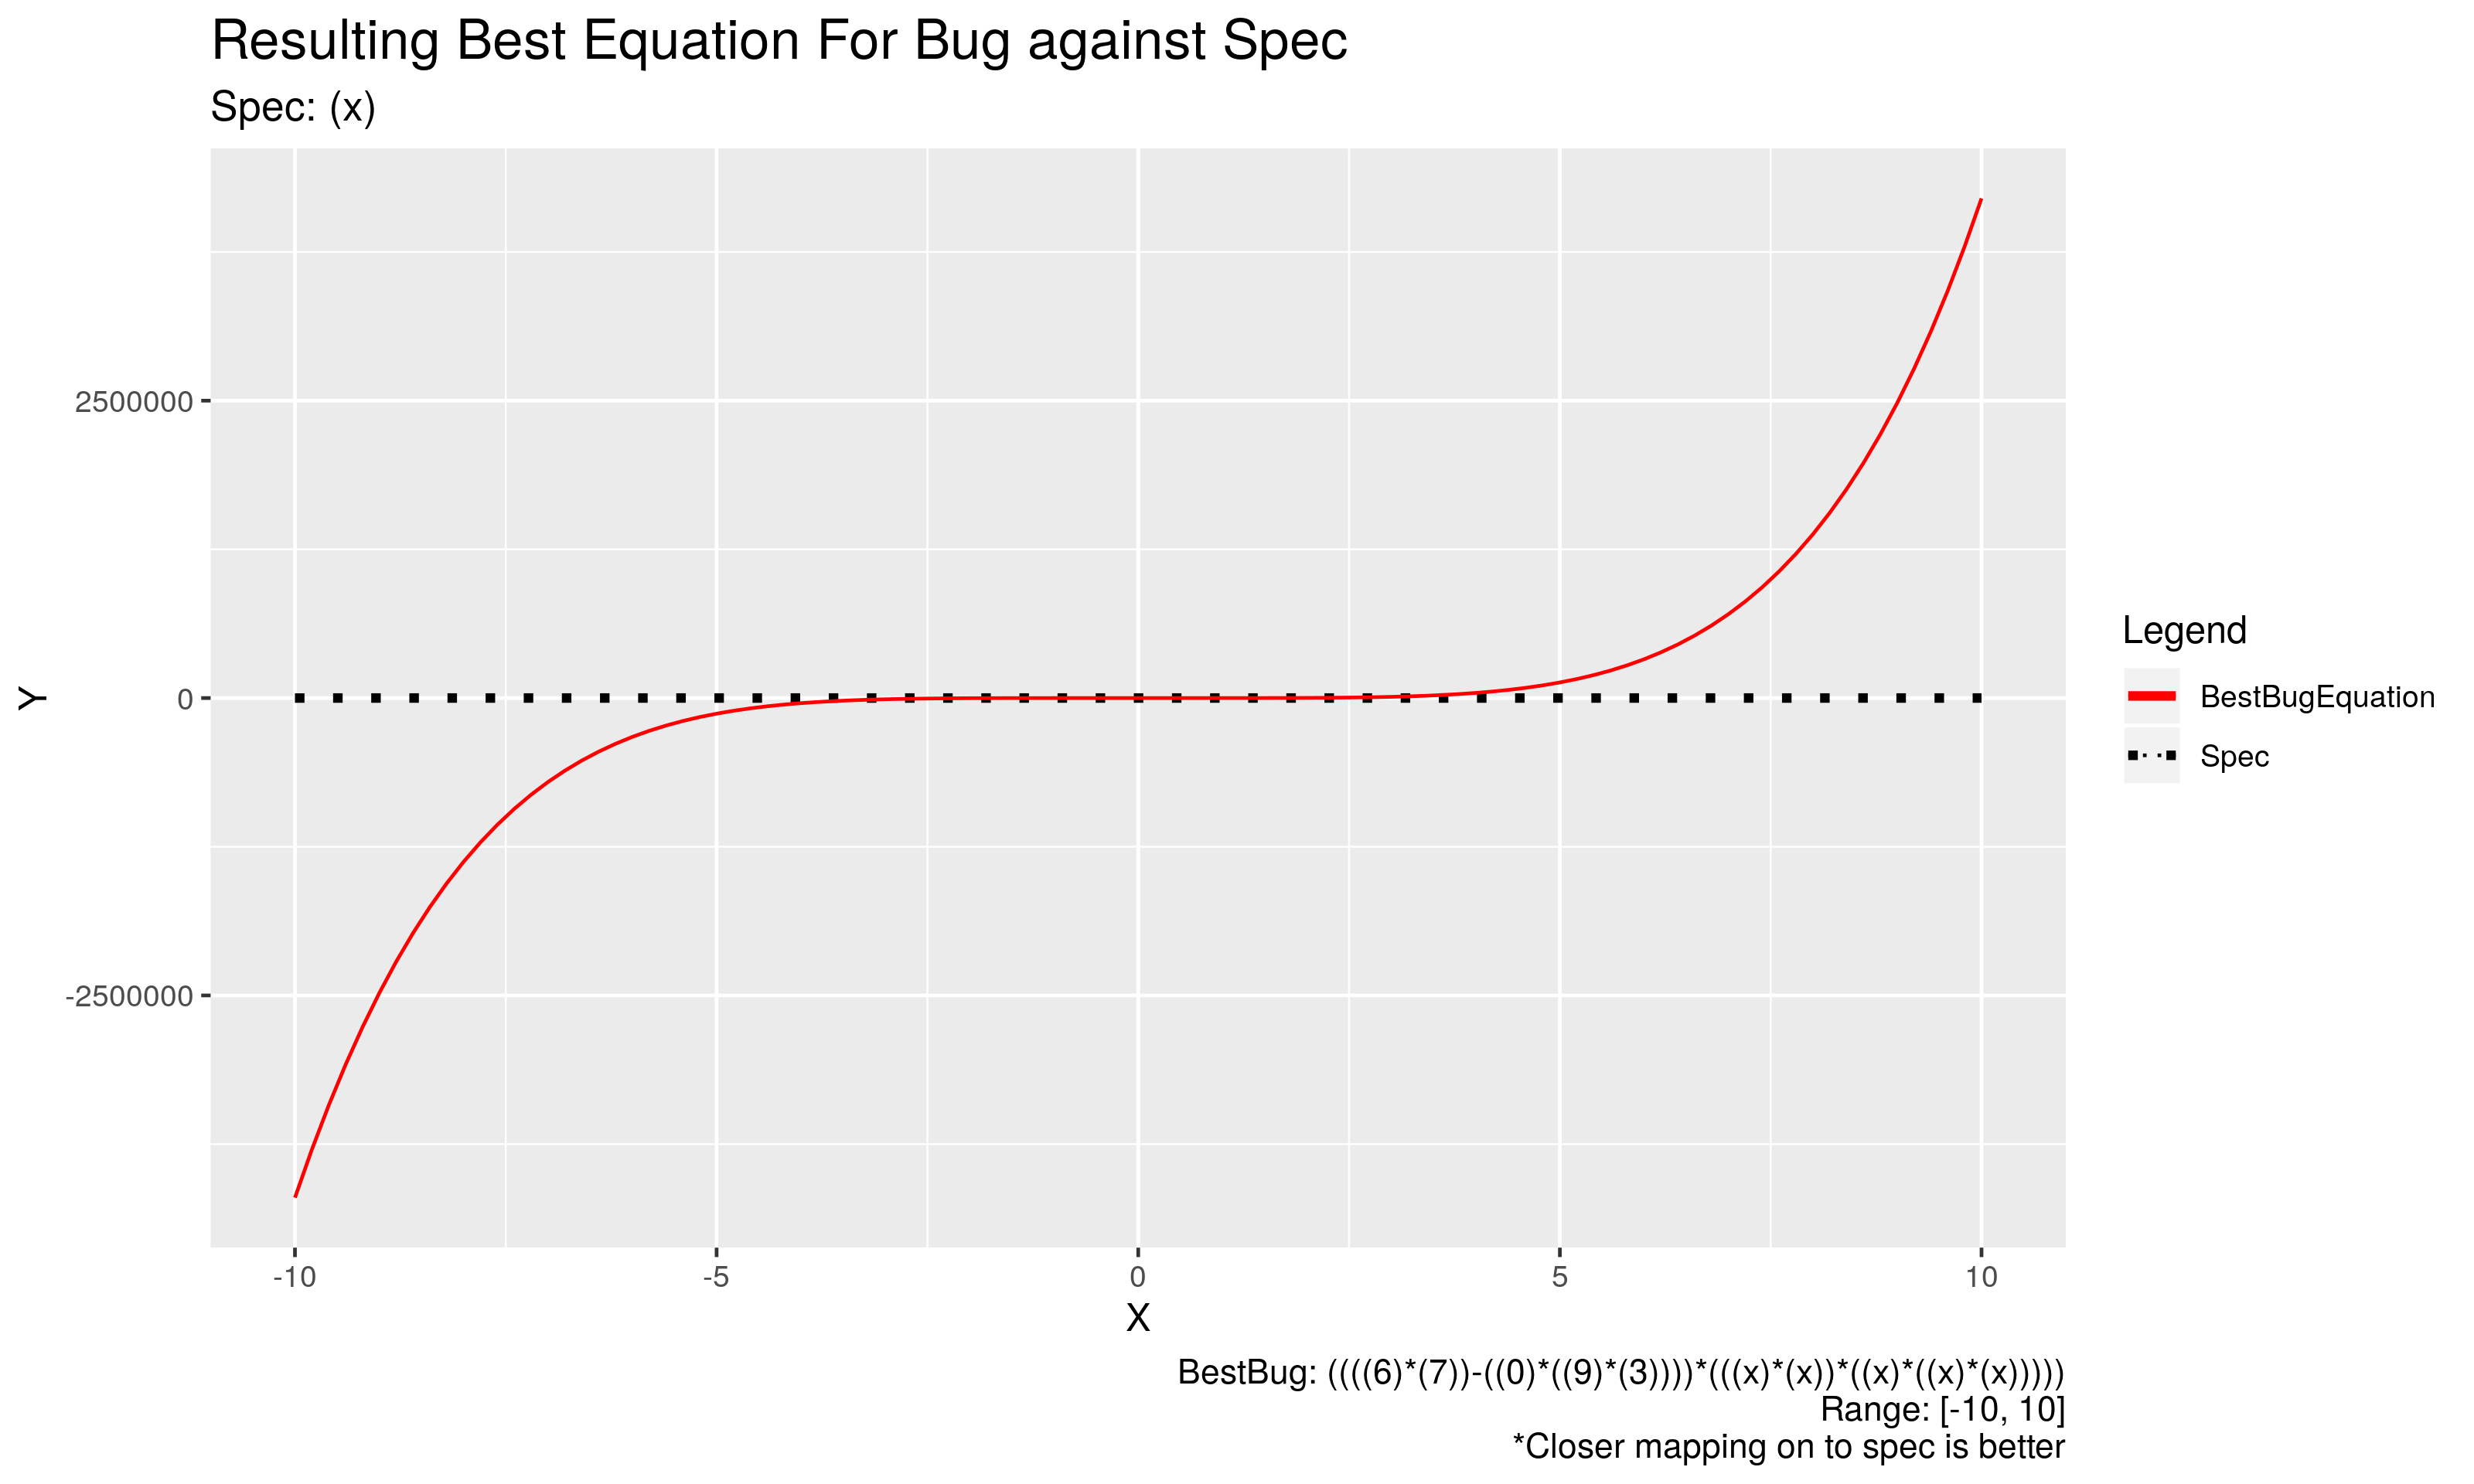 Resulting Best Equation For Bug against Spec
Spec: (x)
Y
2500000
0
-2500000
-10
-5
0
5
10
X
Legend
BestBugEquation
Spec
BestBug: ((((6)*(7))-((0)*((9)*(3))))*(((x)*(x))*((x)*((x)*(x)))))
Range: [-10, 10]
*Closer mapping on to spec is better